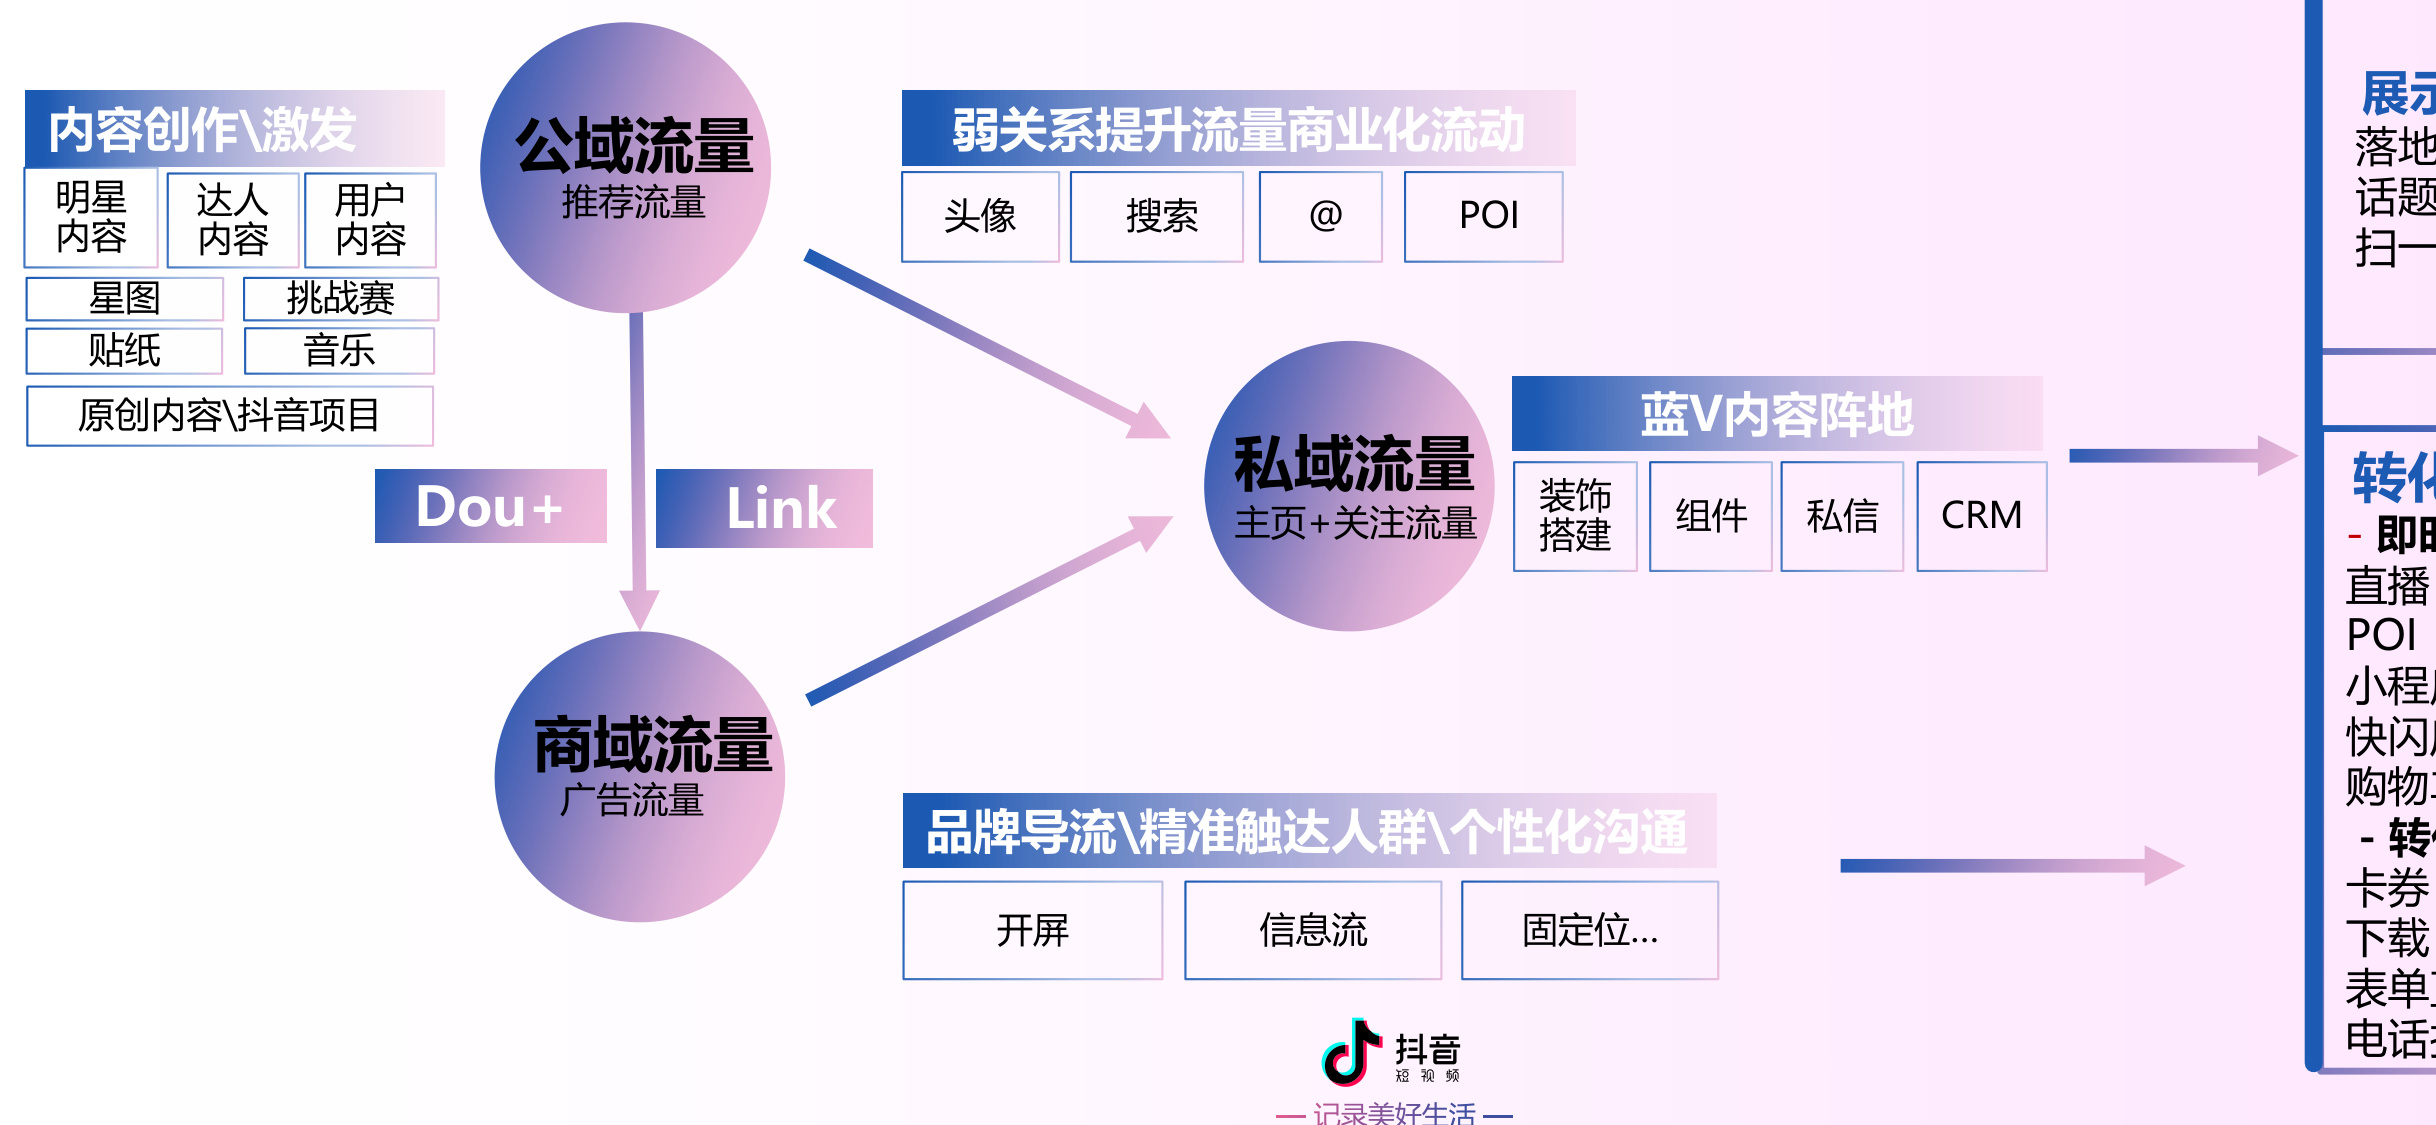 内容创作\激发
明星
内容
达人
内容
用户
内容
星图
挑战赛
贴纸
音乐
原创内容\抖音项目
公域流量
推荐流量
Dou+
Link
商域流量
广告流量
弱关系提升流量商业化流动
头像
搜索
@
POI
私域流量
主页+关注流量
蓝V内容阵地
装饰
搭建
组件
私信
CRM
品牌导流\精准触达人群\个性化沟通
开屏
信息流
固定位...
抖音
短视频
记录美好生活
展示
落地
话题
扫一
转化
- 即时
直播
POI
小程
快闪
购物
- 转
卡券
下载
表单
电话